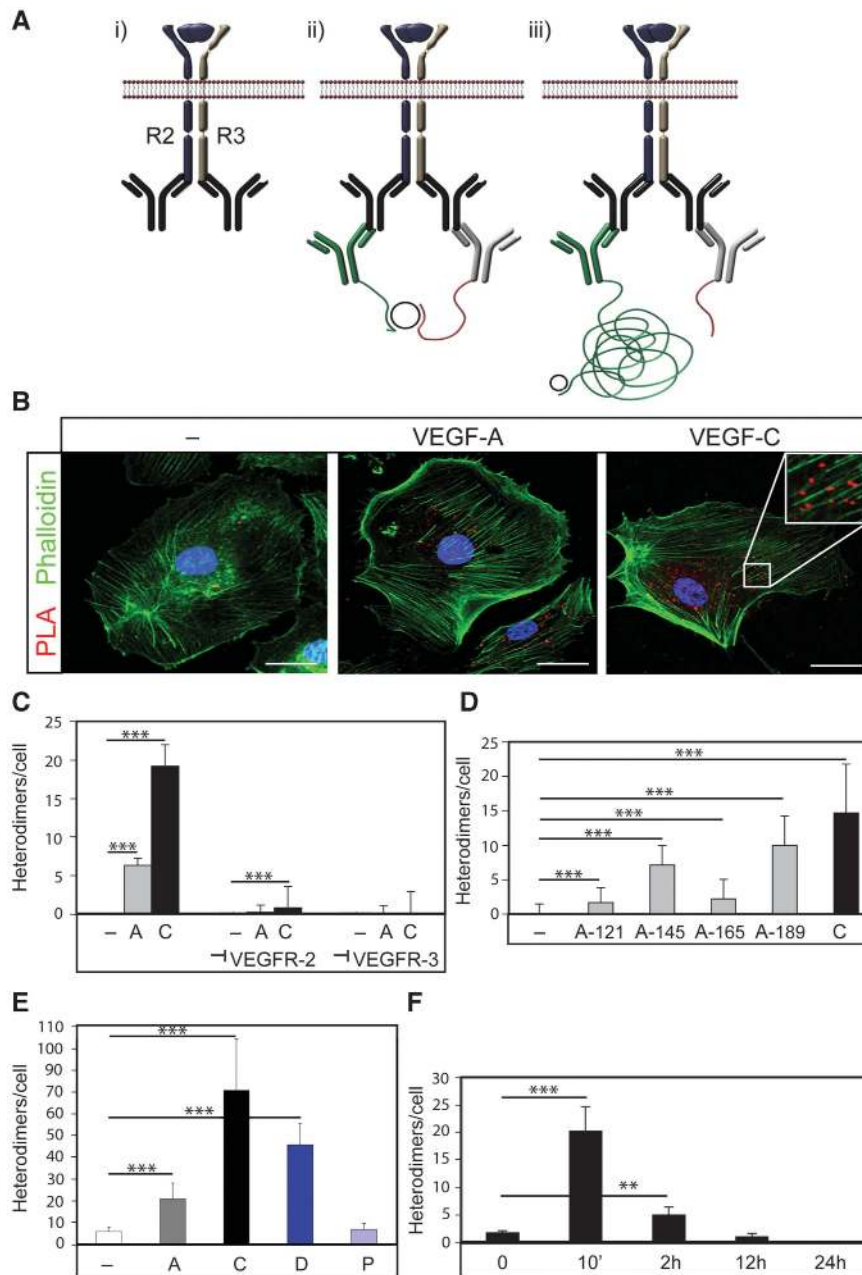 A
i)
ii)
iii)
R2
R3
B
–
VEGF-A
VEGF-C
PLA Phalloidin
C
Heterodimers/cell
25
20
15
10
5
0
***
***
***
– A C
– A C
– A C
⊣ VEGFR-2
⊣ VEGFR-3
D
Heterodimers/cell
25
20
15
10
5
0
***
***
***
***
***
–
A-121
A-145
A-165
A-189
C
E
Heterodimers/cell
110
100
90
80
70
60
50
40
30
20
10
0
***
***
***
–
A
C
D
P
F
Heterodimers/cell
30
25
20
15
10
5
0
***
**
0
10'
2h
12h
24h